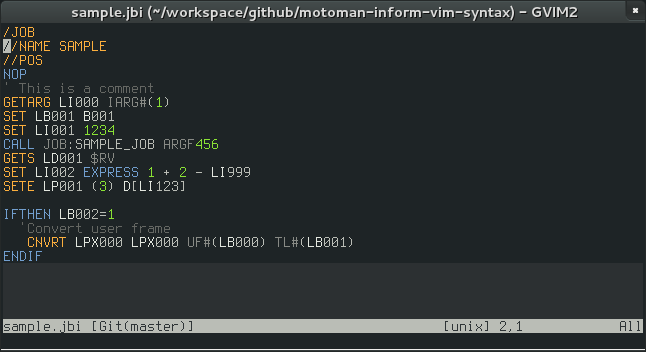 sample.jbi (~/workspace/github/motoman-inform-vim-syntax) - GVIM2
/JOB
//NAME SAMPLE
//POS
NOP
' This is a comment
GETARG LI000 IARG#(1)
SET LB001 B001
SET LI001 1234
CALL JOB:SAMPLE_JOB ARGF456
GETS LD001 $RV
SET LI002 EXPRESS 1 + 2 - LI999
SETE LP001 (3) D[LI123]
IFTHEN LB002=1
'Convert user frame
CNVRT LPX000 LPX000 UF#(LB000) TL#(LB001)
ENDIF
sample.jbi [Git(master)] [unix] 2,1 All